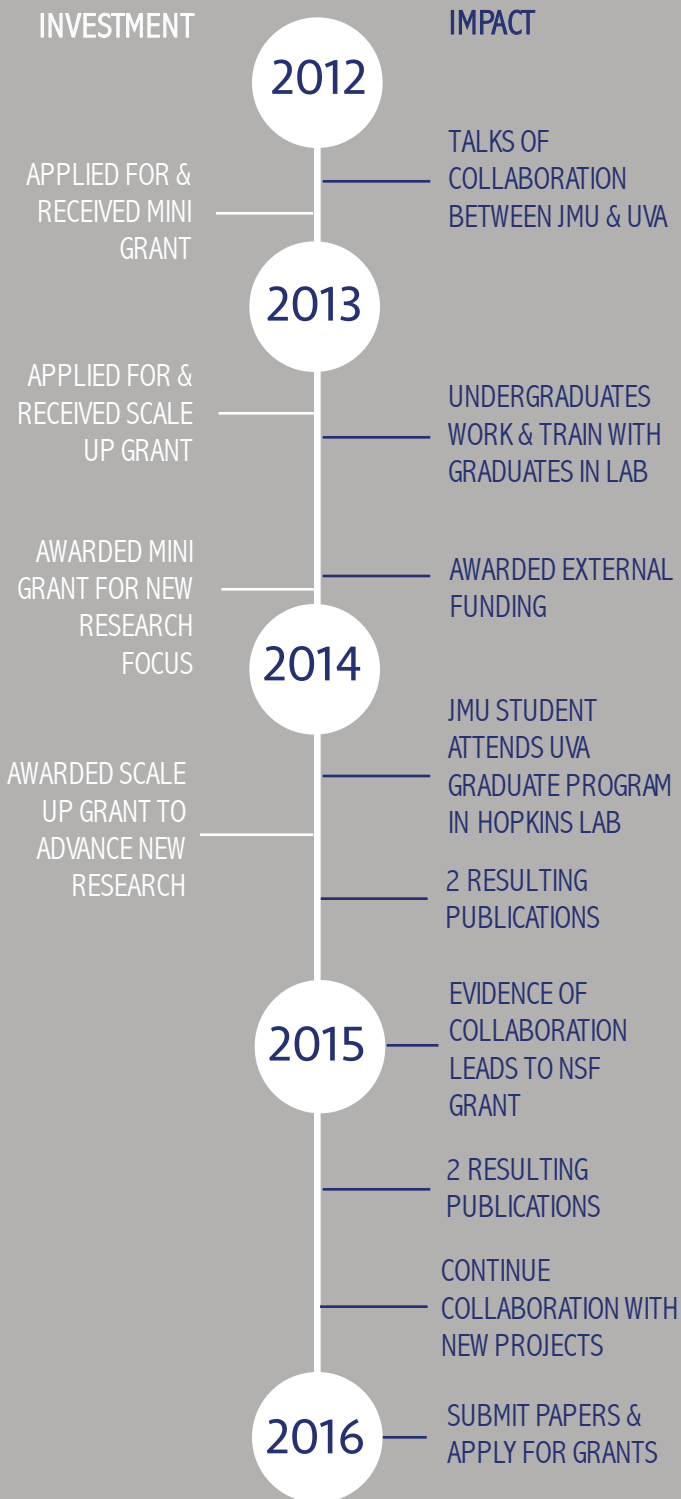 INVESTMENT
IMPACT
2012
TALKS OF
COLLABORATION
BETWEEN JMU & UVA
APPLIED FOR &
RECEIVED MINI
GRANT
2013
APPLIED FOR &
RECEIVED SCALE
UP GRANT
UNDERGRADUATES
WORK & TRAIN WITH
GRADUATES IN LAB
AWARDED MINI
GRANT FOR NEW
RESEARCH
FOCUS
AWARDED EXTERNAL
FUNDING
2014
JMU STUDENT
ATTENDS UVA
GRADUATE PROGRAM
IN HOPKINS LAB
AWARDED SCALE
UP GRANT TO
ADVANCE NEW
RESEARCH
2 RESULTING
PUBLICATIONS
2015
EVIDENCE OF
COLLABORATION
LEADS TO NSF
GRANT
2 RESULTING
PUBLICATIONS
CONTINUE
COLLABORATION WITH
NEW PROJECTS
2016
SUBMIT PAPERS &
APPLY FOR GRANTS